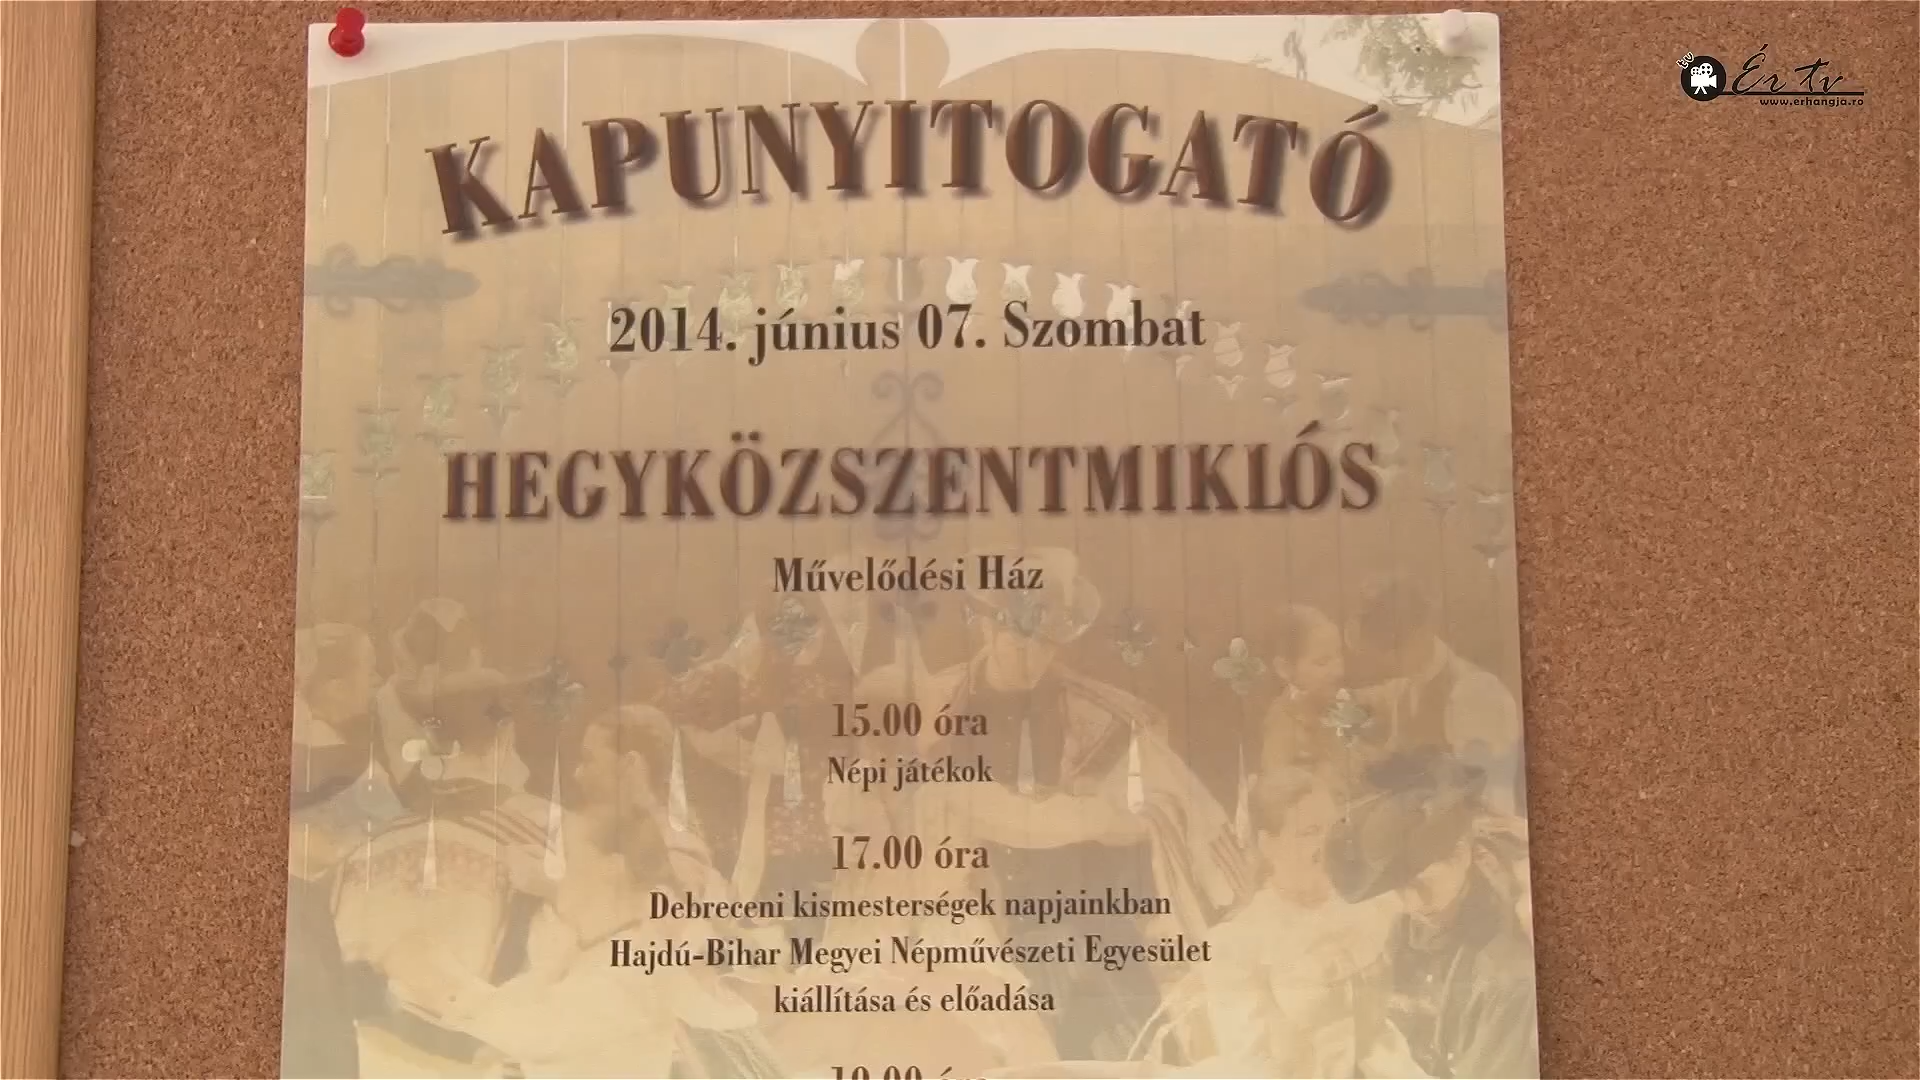 KAPUNYITOGATÓ
tv Ér tv
www.erhangja.ro
2014. június 07. Szombat
HEGYKÖZSZENTMIKLÓS
Művelődési Ház
15.00 óra
Népi játékok
17.00 óra
Debreceni kismesterségek napjainkban
Hajdú-Bihar Megyei Népművészeti Egyesület
kiállítása és előadása